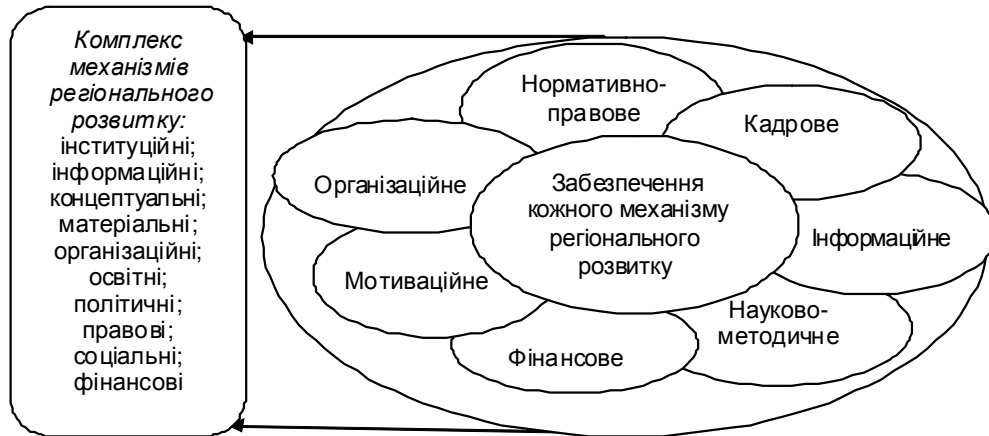 Комплекс
механізмів
регіонального
розвитку:
інституційні;
інформаційні;
концептуальні;
матеріальні;
організаційні;
освітні;
політичні;
правові;
соціальні;
фінансові
Нормативно-
правове
Кадрове
Організаційне
Забезпечення
кожного механізму
регіонального
розвитку
Інформаційне
Мотиваційне
Науково-
методичне
Фінансове